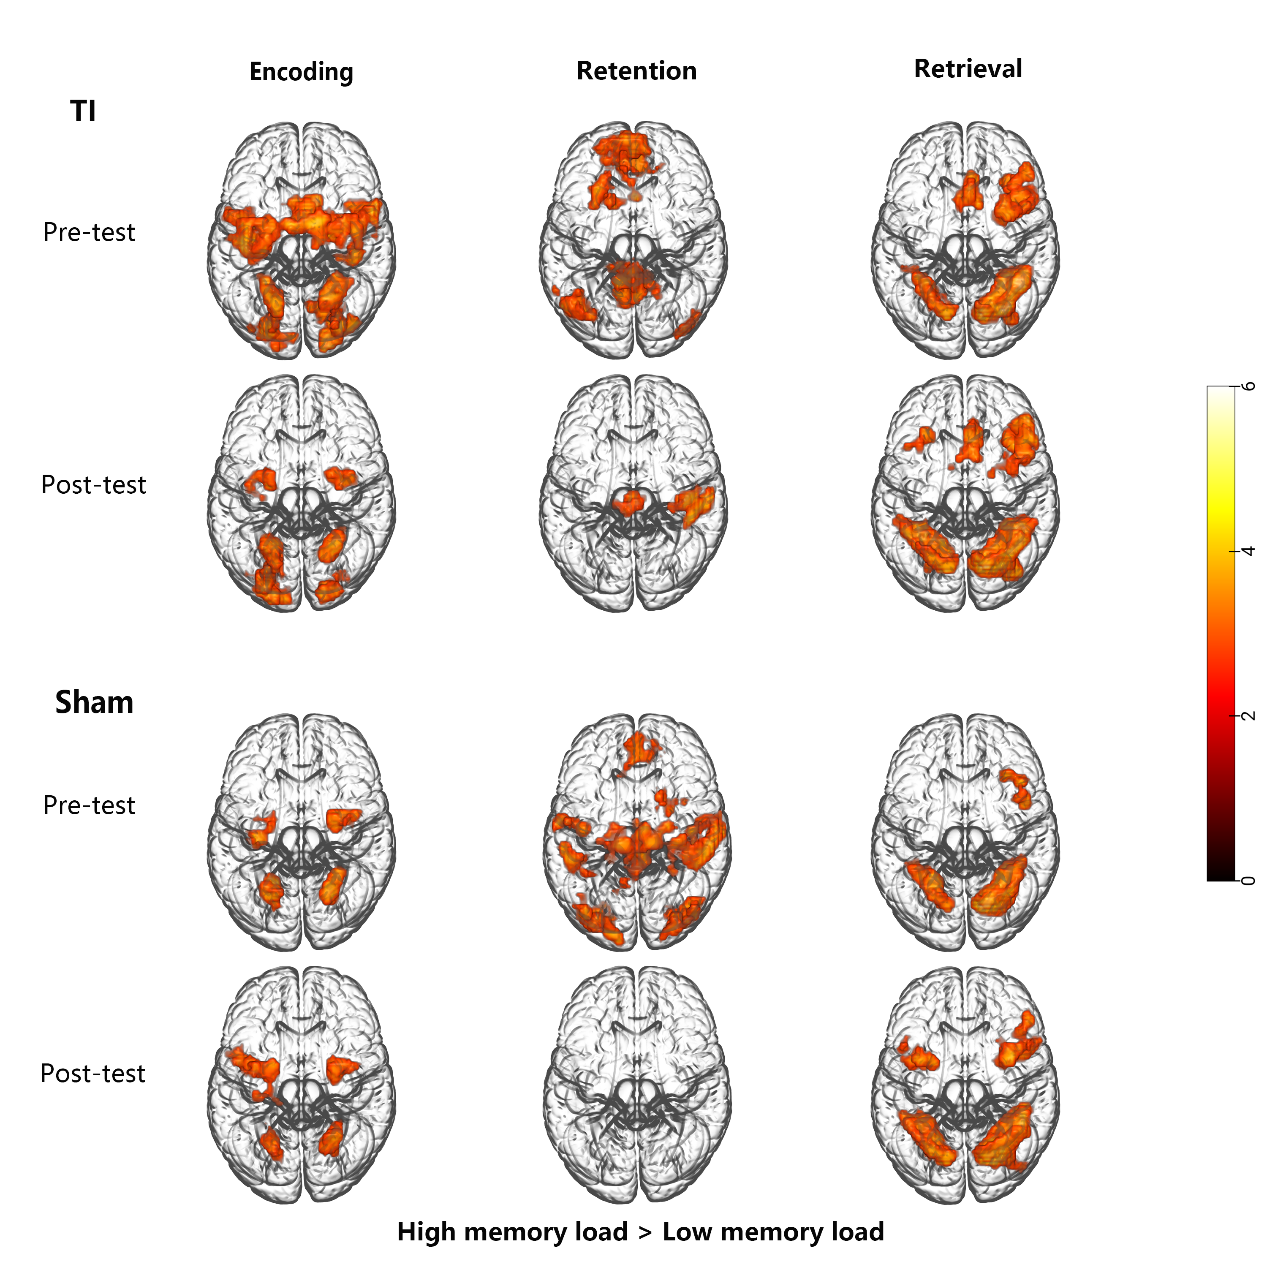 Encoding Retention Retrieval
TI
Pre-test
Post-test
6
4
2
0
Sham
Pre-test
Post-test
High memory load > Low memory load